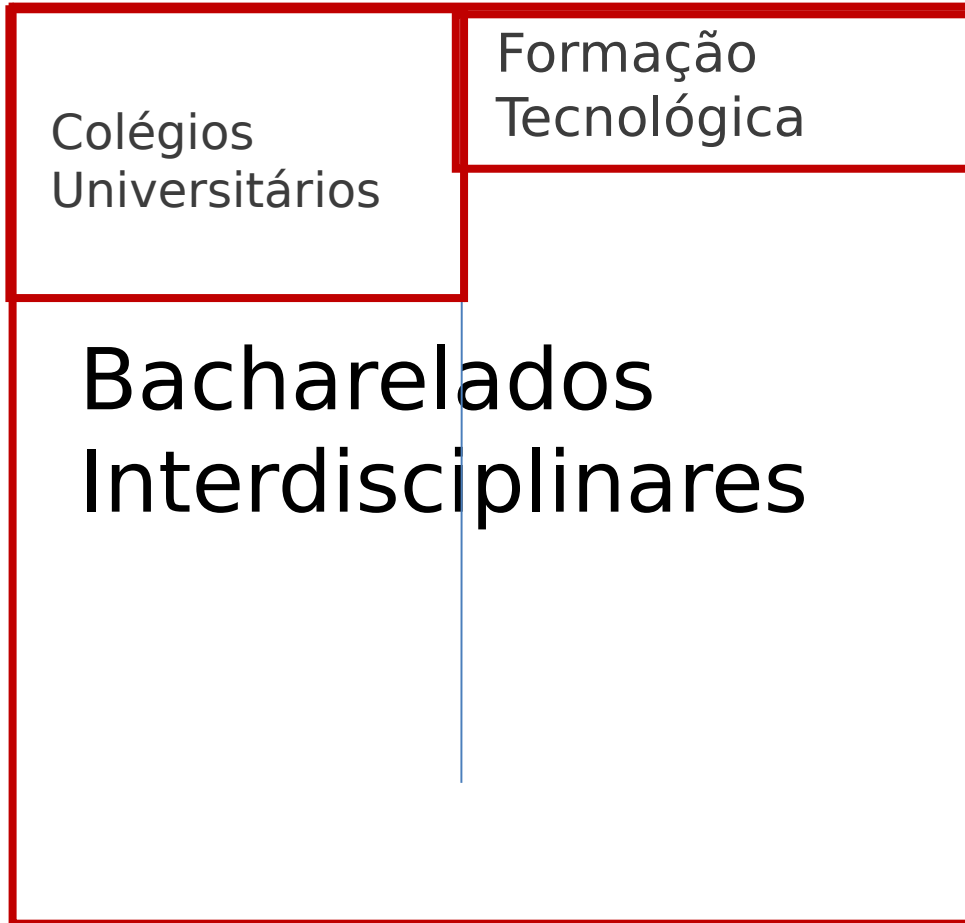 Colégios
Universitários
Formação
Tecnológica
Bacharelados
Interdisciplinares